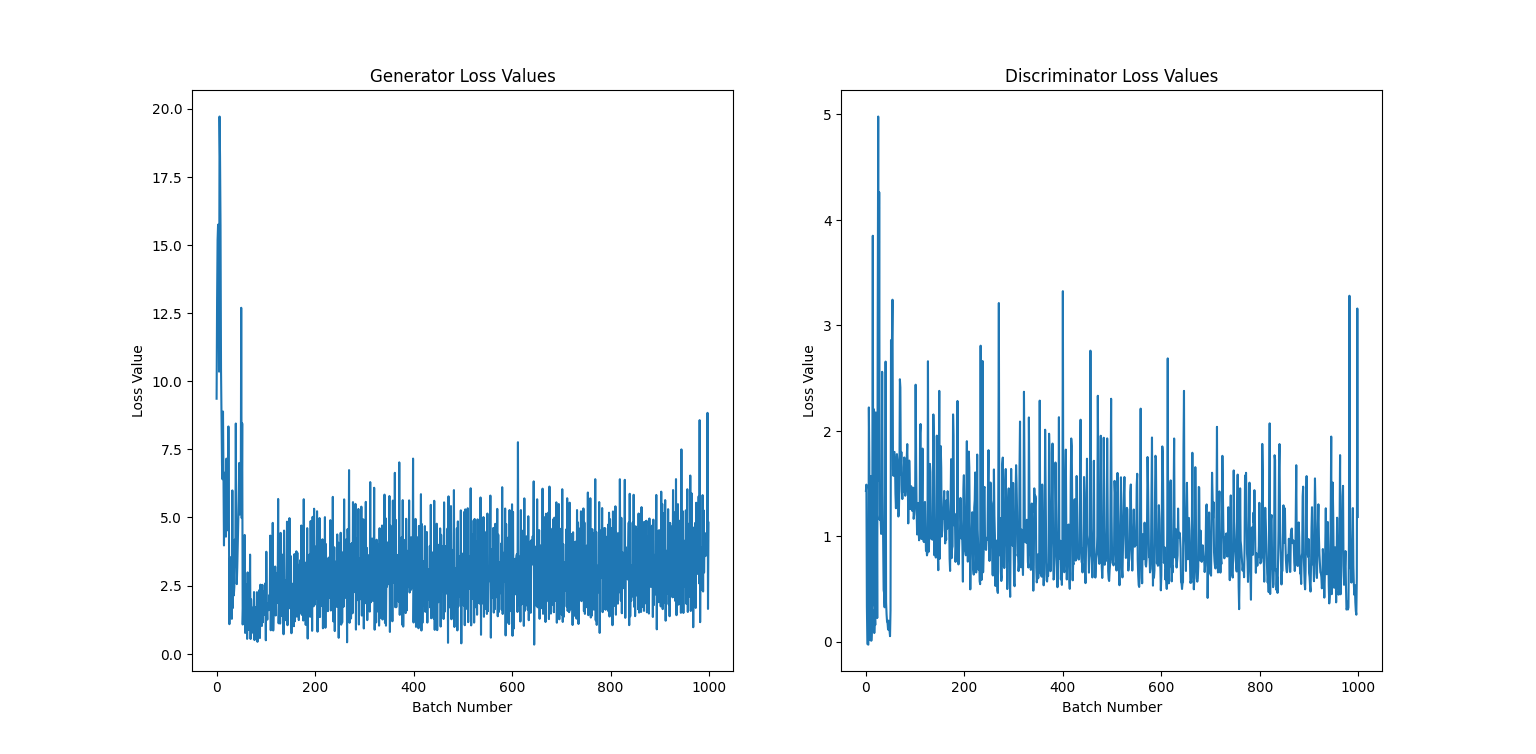 Generator Loss Values
Loss Value
20.0
17.5
15.0
12.5
10.0
7.5
5.0
2.5
0.0
0 200 400 600 800 1000
Batch Number
Discriminator Loss Values
Loss Value
5
4
3
2
1
0
0 200 400 600 800 1000
Batch Number